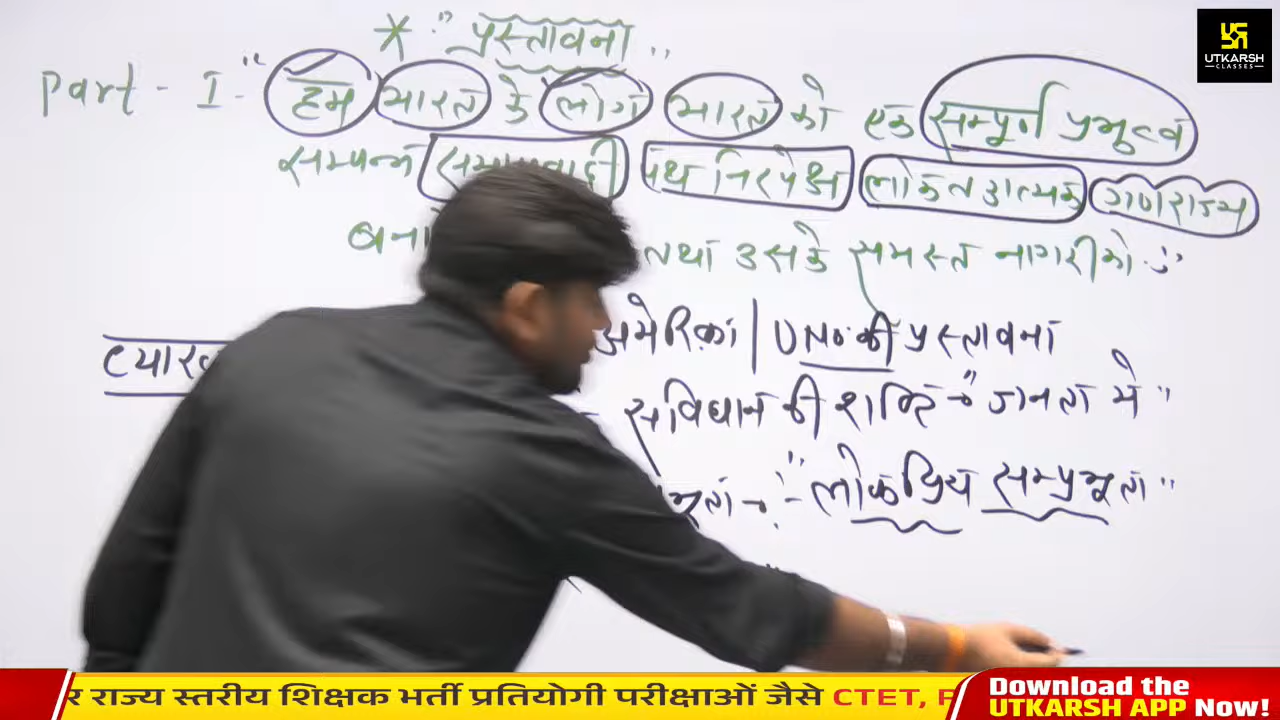 * "प्रस्तावना"
Part - I - " हम भारत के लोग भारत को एक सम्पूर्ण प्रभुत्व
सम्पन्न समाजवादी पंथ निरपेक्ष लोकतंत्रात्मक गणराज्य
बना तथा उसके समस्त नागरीको :"
अमेरिका | UNO की प्रस्तावना
संविधान की शक्ति → "जनता में"
→ "लोकप्रिय सम्प्रभूता"
UTKARSH
CLASSES
र राज्य स्तरीय शिक्षक भर्ती प्रतियोगी परीक्षाओं जैसे CTET,
Download the
UTKARSH APP Now!